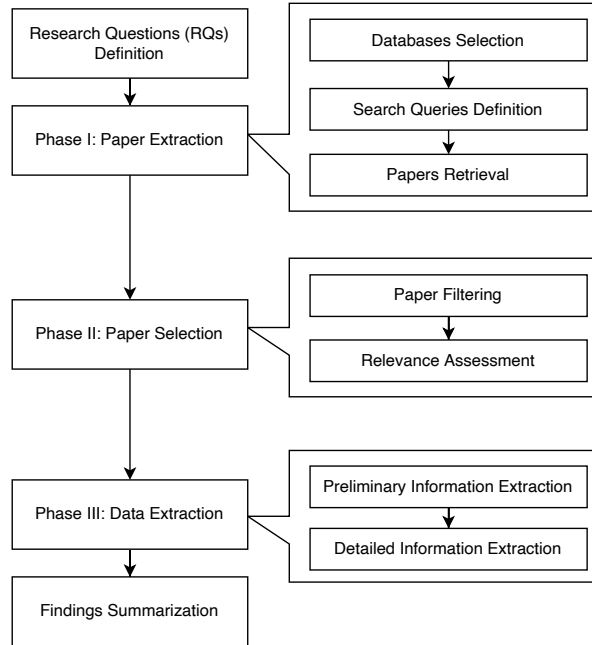 Research Questions (RQs)
Definition
Phase I: Paper Extraction
Databases Selection
Search Queries Definition
Papers Retrieval
Phase II: Paper Selection
Paper Filtering
Relevance Assessment
Phase III: Data Extraction
Preliminary Information Extraction
Detailed Information Extraction
Findings Summarization